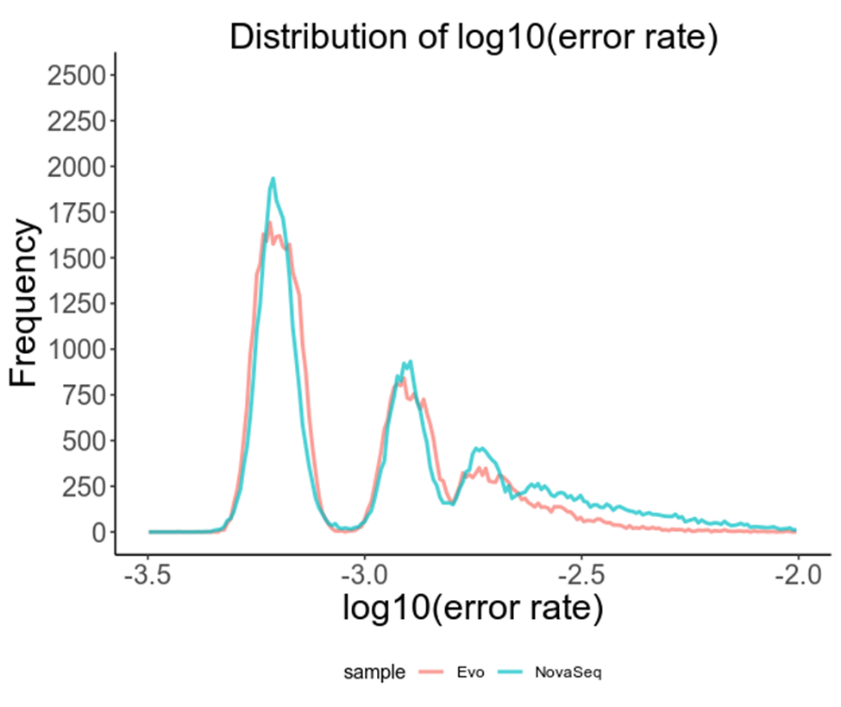 Distribution of log10(error rate)
Frequency
2500
2250
2000
1750
1500
1250
1000
750
500
250
0
-3.5 -3.0 -2.5 -2.0
log10(error rate)
sample Evo NovaSeq